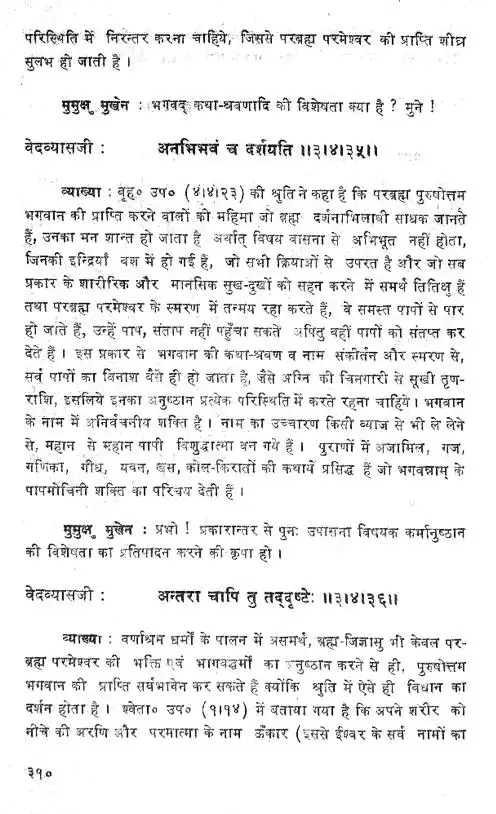 परिस्थिति में निरन्तर करना चाहिये, जिससे परब्रह्म परमेश्वर की प्राप्ति शीघ्र
सुलभ हो जाती है ।
मुमुक्षु मुखेन : भगवद् कथा-श्रवणादि की विशेषता क्या है ? मुने !
वेदव्यासजी : अनभिभवं च दर्शयति ॥३।४।३५॥
व्याख्या : वृह० उप० (४।४।२३) की श्रुति ने कहा है कि परब्रह्म पुरुषोत्तम
भगवान की प्राप्ति करने वालों की महिमा जो ब्रह्म दर्शनाभिलाषी साधक जानते
हैं, उनका मन शान्त हो जाता है अर्थात् विषय वासना से अभिभूत नहीं होता,
जिनकी इन्द्रियाँ वश में हो गई हैं, जो सभी क्रियाओं से उपरत है और जो सब
प्रकार के शारीरिक और मानसिक सुख-दुखों को सहन करने में समर्थ तितिक्षु हैं
तथा परब्रह्म परमेश्वर के स्मरण में तन्मय रहा करते हैं, वे समस्त पापों से पार
हो जाते हैं, उन्हें पाप, संताप नहीं पहुँचा सकते अपितु वहीं पापों को संतप्त कर
देते हैं । इस प्रकार से भगवान की कथा-श्रवण व नाम संकीर्तन और स्मरण से,
सर्व पापों का विनाश वैसे ही हो जाता है, जैसे अग्नि की चिनगारी से सूखी तृण-
राशि, इसलिये इनका अनुष्ठान प्रत्येक परिस्थिति में करते रहना चाहिये । भगवान
के नाम में अनिर्वचनीय शक्ति है । नाम का उच्चारण किसी ब्याज से भी ले लेने
से, महान से महान पापी विशुद्धात्मा बन गये हैं । पुराणों में अजामिल, गज,
गणिका, गीध, यवन, खस, कोल-किरातों की कथायें प्रसिद्ध हैं जो भगवन्नाम् के
पापमोचिनी शक्ति का परिचय देती हैं ।
मुमुक्षु मुखेन : प्रभो ! प्रकारान्तर से पुनः उपासना विषयक कर्मानुष्ठान
की विशेषता का प्रतिपादन करने की कृपा हो ।
वेदव्यासजी : अन्तरा चापि तु तद्दृष्टेः ॥३।४।३६॥
व्याख्या : वर्णाश्रम धर्मों के पालन में असमर्थ, ब्रह्म-जिज्ञासु भी केवल पर-
ब्रह्म परमेश्वर की भक्ति एवं भागवद्धर्मों का अनुष्ठान करने से ही, पुरुषोत्तम
भगवान की प्राप्ति सर्वभावेन कर सकते हैं क्योंकि श्रुति में ऐसे ही विधान का
दर्शन होता है । श्वेता० उप० (१।१४) में बताया गया है कि अपने शरीर को
नीचे की अरणि और परमात्मा के नाम ऊँकार (इससे ईश्वर के सर्व नामों का
३१०